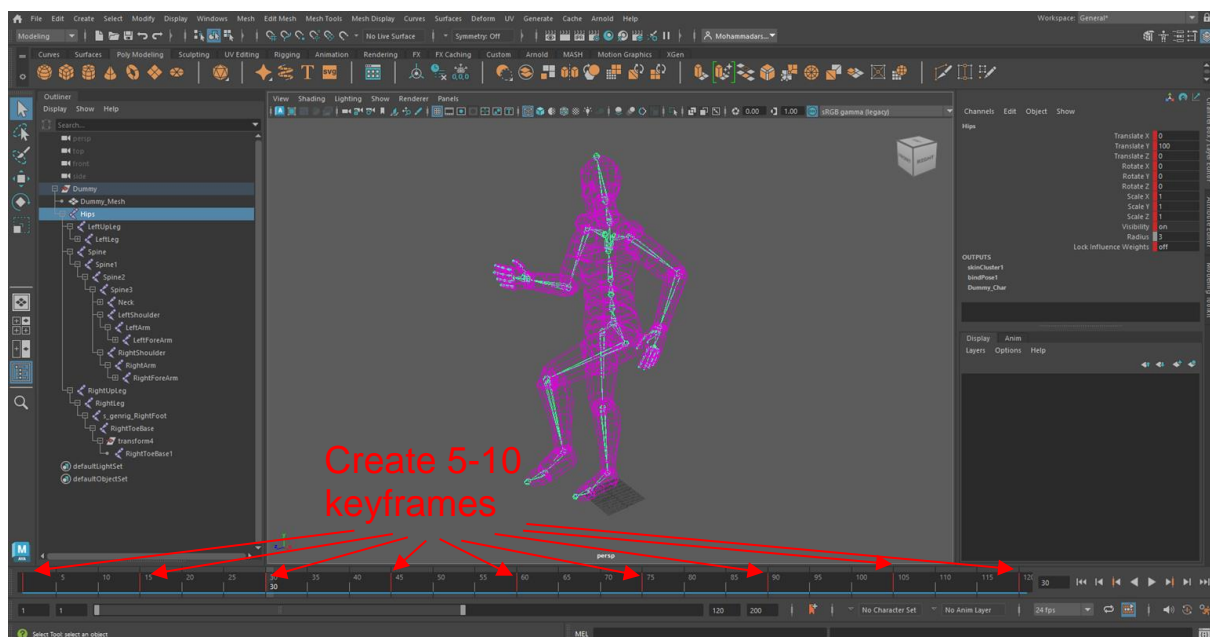 File Edit Create Select Modify Display Windows Mesh Edit Mesh Mesh Tools Mesh Display Curves Surfaces Deform UV Generate Cache Arnold Help
Workspace: General*
Modeling No Live Surface Symmetry: Off Mohammadars...
Curves Surfaces Poly Modeling Sculpting UV Editing Rigging Animation Rendering FX FX Caching Custom Arnold MASH Motion Graphics XGen
Outliner
Display Show Help
Search...
persp
top
front
side
Dummy
Dummy_Mesh
Hips
LeftUpLeg
LeftLeg
Spine
Spine1
Spine2
Spine3
Neck
LeftShoulder
LeftArm
LeftForeArm
RightShoulder
RightArm
RightForeArm
RightUpLeg
RightLeg
s_genrig_RightFoot
RightToeBase
transform4
RightToeBase1
defaultLightSet
defaultObjectSet
View Shading Lighting Show Renderer Panels
0.00 1.00 sRGB gamma (legacy)
RIGHT
Create 5-10
keyframes
persp
Channels Edit Object Show
Hips
Translate X 0
Translate Y 100
Translate Z 0
Rotate X 0
Rotate Y 0
Rotate Z 0
Scale X 1
Scale Y 1
Scale Z 1
Visibility on
Radius 3
Lock Influence Weights off
OUTPUTS
skinCluster1
bindPose1
Dummy_Char
Display Anim
Layers Options Help
5 10 15 20 25 30 35 40 45 50 55 60 65 70 75 80 85 90 95 100 105 110 115 120
30
30
1 1 120 200 No Character Set No Anim Layer 24 fps
Select Tool: select an object
MEL